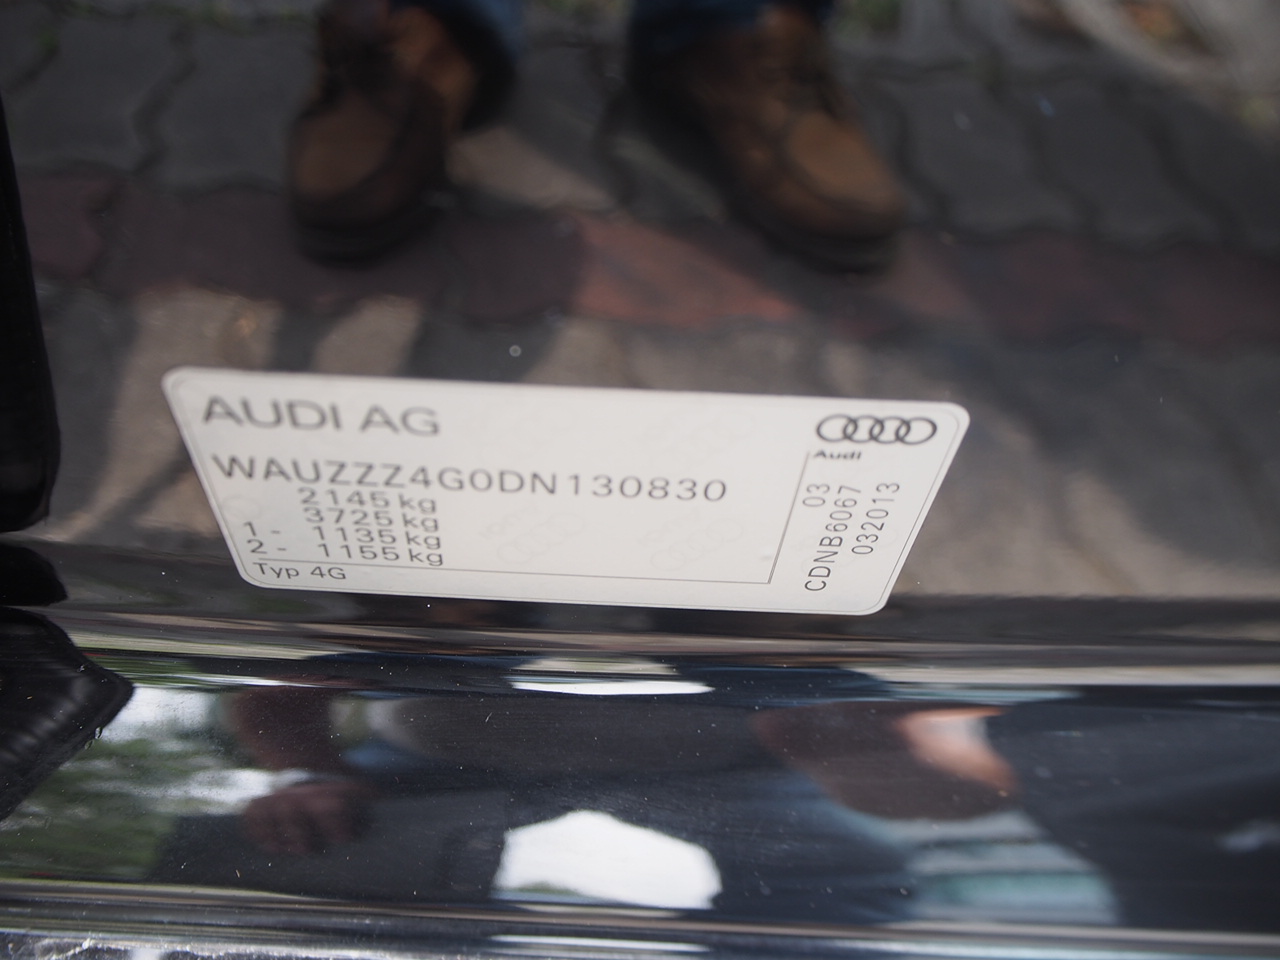 AUDI AG
Audi
WAUZZZ4G0DN130830
2145 kg
3725 kg
1 - 1135 kg
2 - 1155 kg
Typ 4G
03
CDNB6067
032013